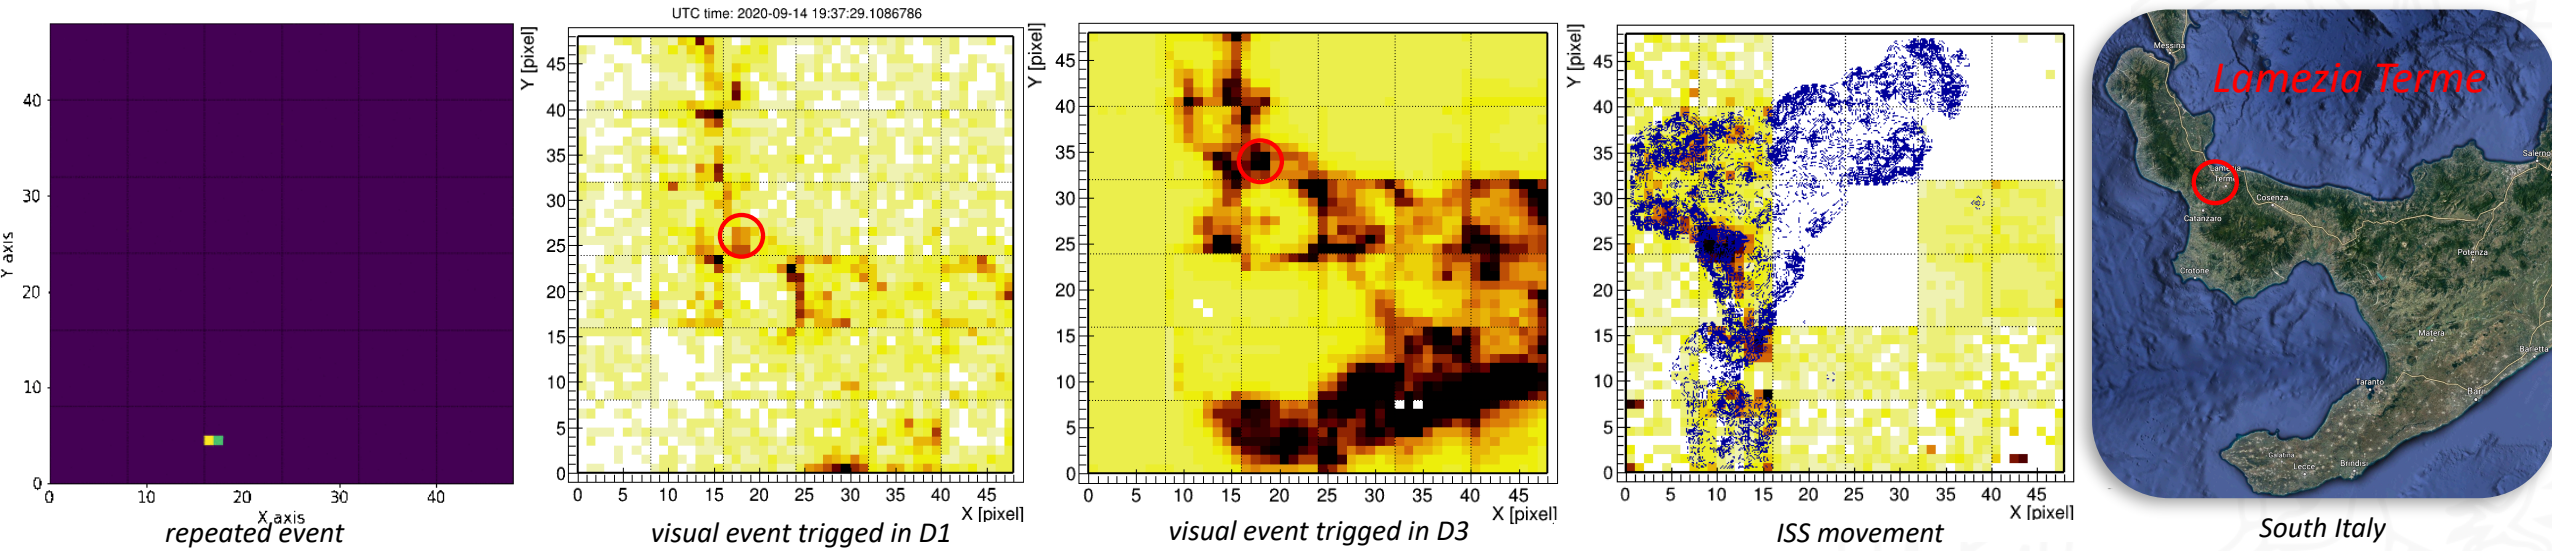 UTC time: 2020-09-14 19:37:29.1086786
Y axis
40
30
20
10
0
0 10 20 30 40
X axis
repeated event
Y [pixel]
45
40
35
30
25
20
15
10
5
0
0 5 10 15 20 25 30 35 40 45
X [pixel]
visual event trigged in D1
Y [pixel]
45
40
35
30
25
20
15
10
5
0
0 5 10 15 20 25 30 35 40 45
X [pixel]
visual event trigged in D3
Y [pixel]
45
40
35
30
25
20
15
10
5
0
0 5 10 15 20 25 30 35 40 45
X [pixel]
ISS movement
Messina
Lamezia Terme
Salerno
Lamezia
Terme
Cosenza
Catanzaro
Potenza
Crotone
Matera
Barletta
Taranto
Bari
Galatina
Lecce
Brindisi
South Italy